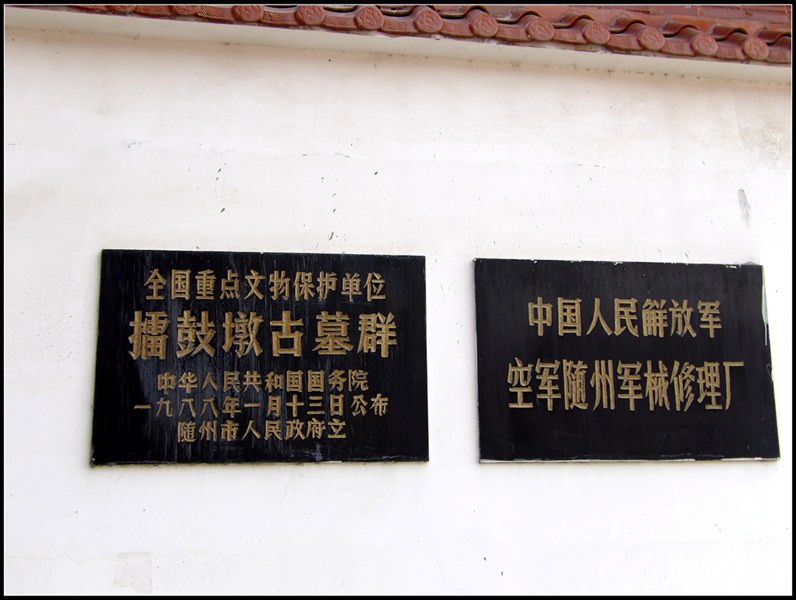 全国重点文物保护单位
擂鼓墩古墓群
中华人民共和国国务院
一九八八年一月十三日公布
随州市人民政府立
中国人民解放军
空军随州军械修理厂